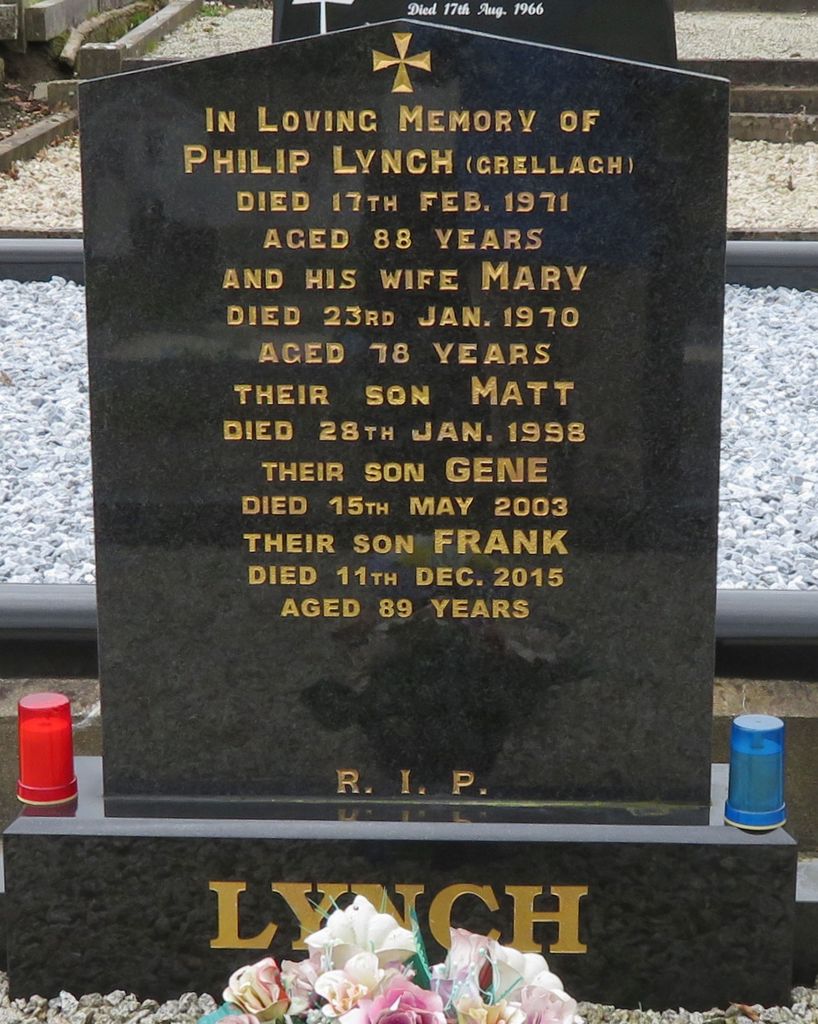 Died 17th Aug. 1966
IN LOVING MEMORY OF
PHILIP LYNCH (GRELLAGH)
DIED 17TH FEB. 1971
AGED 88 YEARS
AND HIS WIFE MARY
DIED 23RD JAN. 1970
AGED 78 YEARS
THEIR SON MATT
DIED 28TH JAN. 1998
THEIR SON GENE
DIED 15TH MAY 2003
THEIR SON FRANK
DIED 11TH DEC. 2015
AGED 89 YEARS
R. I. P.
LYNCH